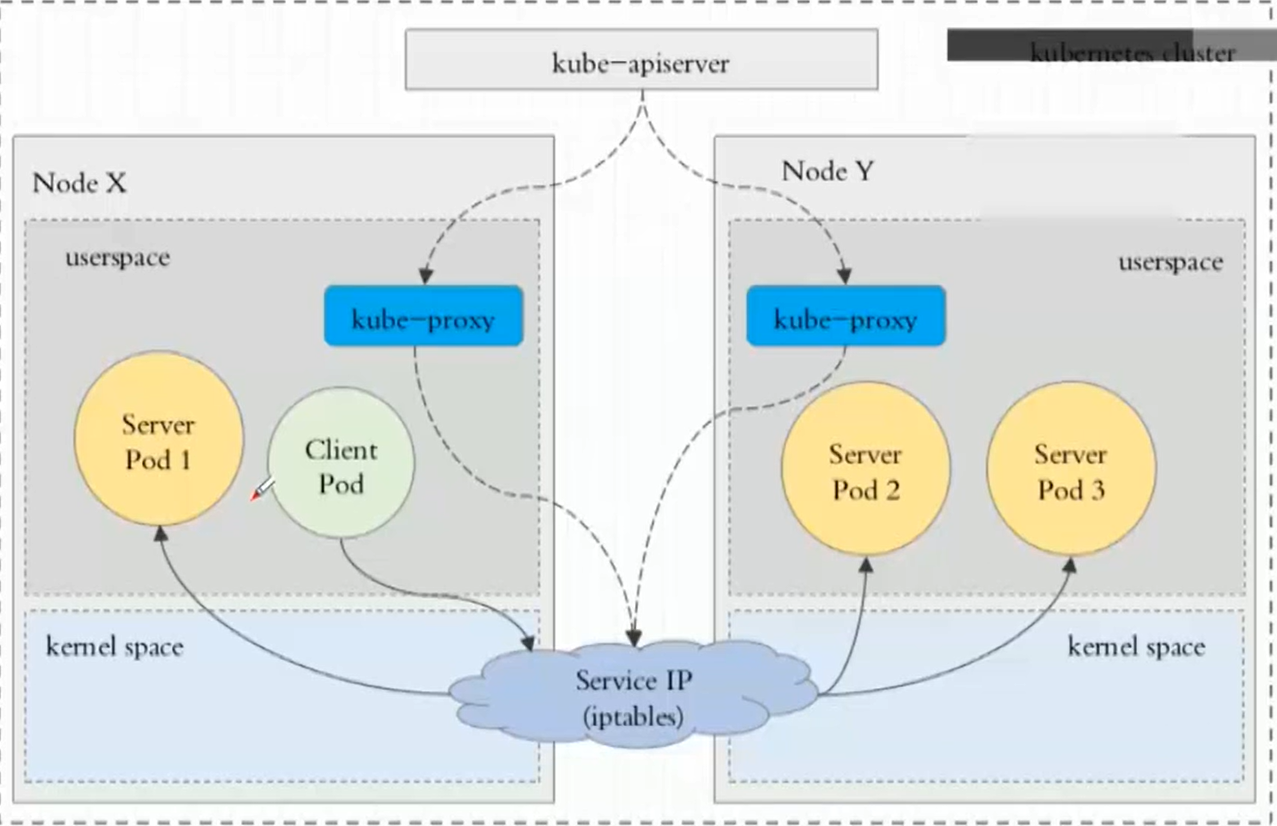 kube-apiserver
kubernetes cluster
Node X
Node Y
userspace
userspace
kube-proxy
kube-proxy
Server
Pod 1
Client
Pod
Server
Pod 2
Server
Pod 3
kernel space
kernel space
Service IP
(iptables)